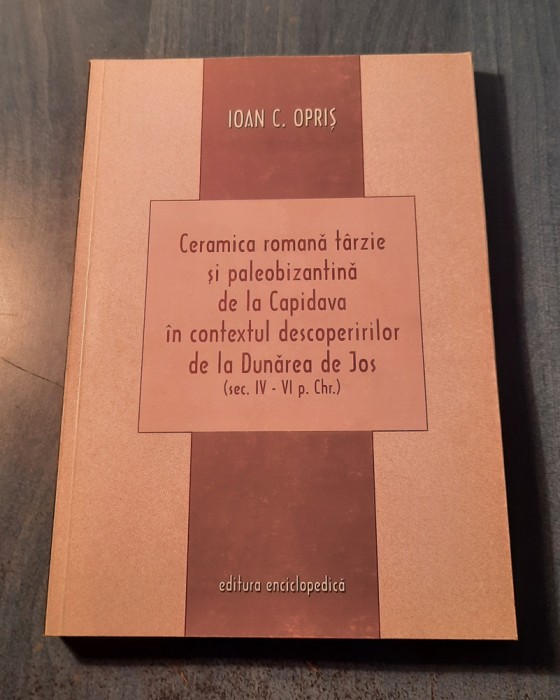 IOAN C. OPRIȘ
Ceramica romană târzie
și paleobizantină
de la Capidava
în contextul descoperirilor
de la Dunărea de Jos
(sec. IV - VI p. Chr.)
editura enciclopedică